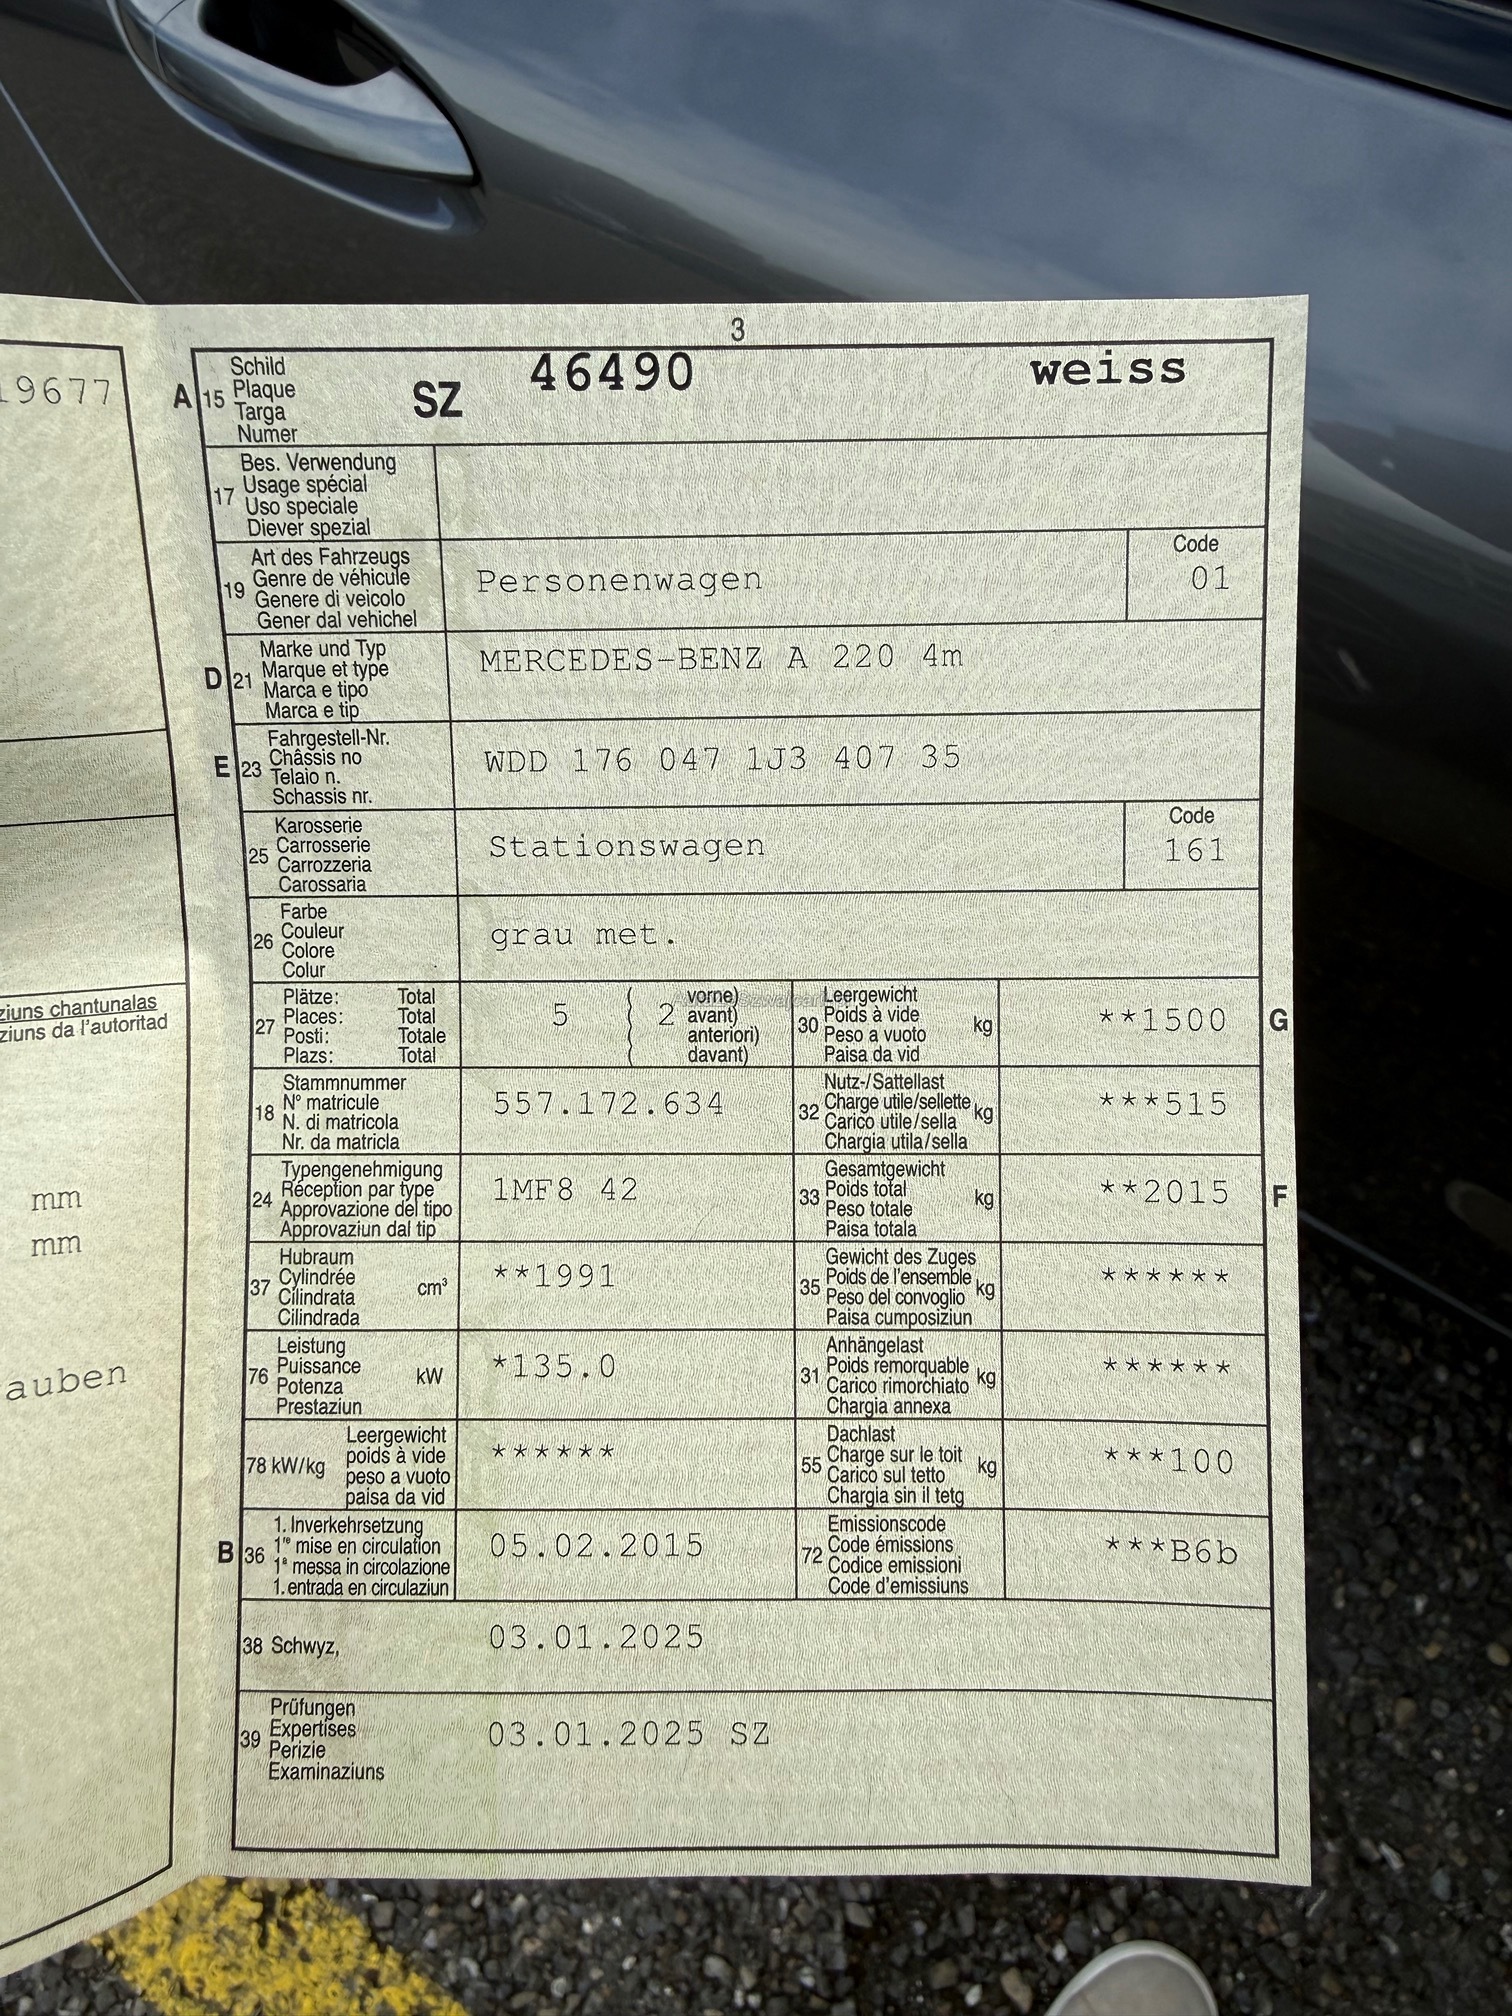 3
19677
A 15 Schild
Plaque
Targa
Numer
SZ 46490 weiss
17 Bes. Verwendung
Usage spécial
Uso speciale
Diever spezial
19 Art des Fahrzeugs
Genre de véhicule
Genere di veicolo
Gener dal vehichel
Personenwagen
Code
01
D 21 Marke und Typ
Marque et type
Marca e tipo
Marca e tip
MERCEDES-BENZ A 220 4m
E 23 Fahrgestell-Nr.
Châssis no
Telaio n.
Schassis nr.
WDD 176 047 1J3 407 35
25 Karosserie
Carrosserie
Carrozzeria
Carossaria
Stationswagen
Code
161
26 Farbe
Couleur
Colore
Colur
grau met.
27 Plätze: Total
Places: Total
Posti: Totale
Plazs: Total
5 2 vorne)
avant)
anteriori)
davant)
30 Leergewicht
Poids à vide
Peso a vuoto
Paisa da vid
kg **1500 G
18 Stammnummer
N° matricule
N. di matricola
Nr. da matricla
557.172.634
32 Nutz-/Sattellast
Charge utile/sellette
Carico utile/sella
Chargia utila/sella
kg ***515
24 Typengenehmigung
Réception par type
Approvazione del tipo
Approvaziun dal tip
1MF8 42
33 Gesamtgewicht
Poids total
Peso totale
Paisa totala
kg **2015 F
37 Hubraum
Cylindrée
Cilindrata
Cilindrada
cm³ **1991
35 Gewicht des Zuges
Poids de l'ensemble
Peso del convoglio
Paisa cumposiziun
kg ******
76 Leistung
Puissance
Potenza
Prestaziun
kW *135.0
31 Anhängelast
Poids remorquable
Carico rimorchiato
Chargia annexa
kg ******
78 kW/kg Leergewicht
poids à vide
peso a vuoto
paisa da vid
******
55 Dachlast
Charge sur le toit
Carico sul tetto
Chargia sin il tetg
kg ***100
B 36 1. Inverkehrsetzung
1re mise en circulation
1a messa in circolazione
1. entrada en circulaziun
05.02.2015
72 Emissionscode
Code émissions
Codice emissioni
Code d'emissiuns
***B6b
38 Schwyz,
03.01.2025
39 Prüfungen
Expertises
Perizie
Examinaziuns
03.01.2025 SZ
ziuns chantunalas
ziuns da l'autoritad
mm
mm
auben